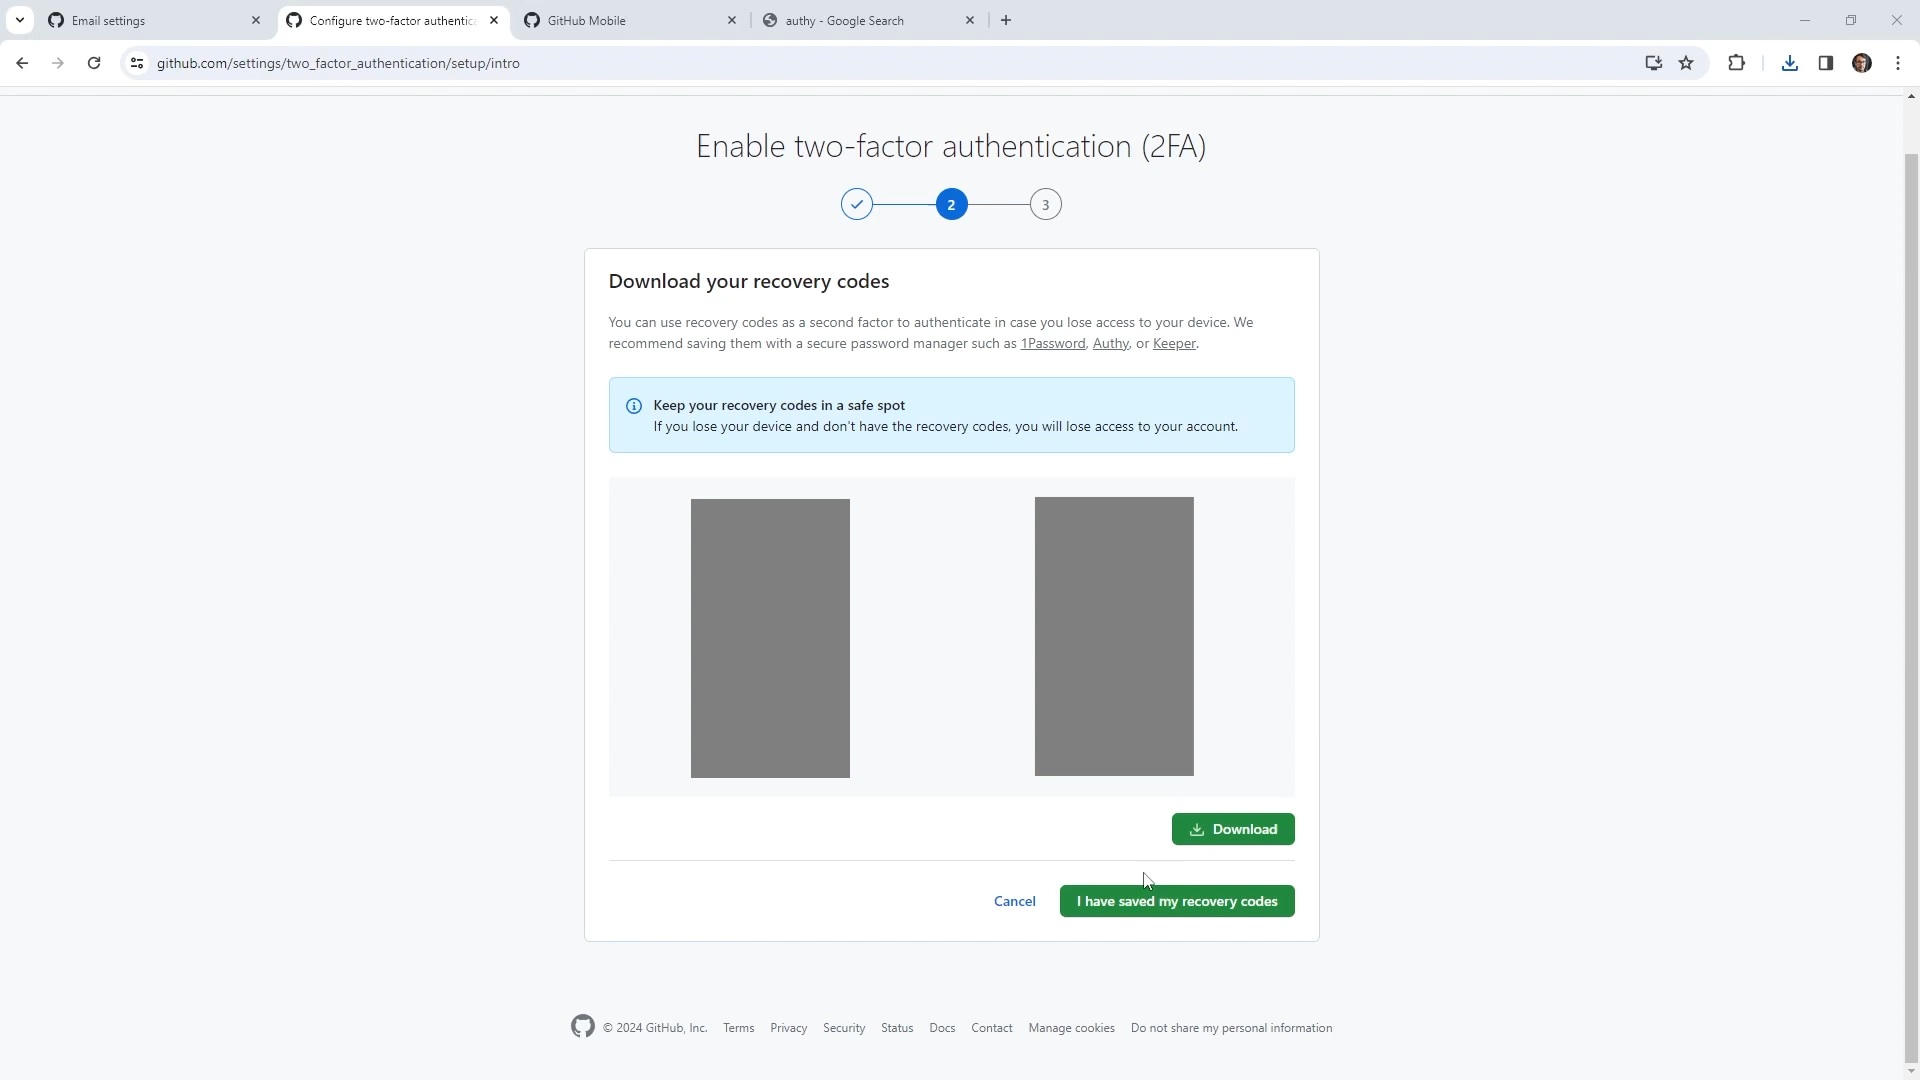 Email settings
Configure two-factor authentica
GitHub Mobile
authy - Google Search
github.com/settings/two_factor_authentication/setup/intro
Enable two-factor authentication (2FA)
2
3
Download your recovery codes
You can use recovery codes as a second factor to authenticate in case you lose access to your device. We
recommend saving them with a secure password manager such as 1Password, Authy, or Keeper.
Keep your recovery codes in a safe spot
If you lose your device and don't have the recovery codes, you will lose access to your account.
Download
Cancel
I have saved my recovery codes
© 2024 GitHub, Inc. Terms Privacy Security Status Docs Contact Manage cookies Do not share my personal information